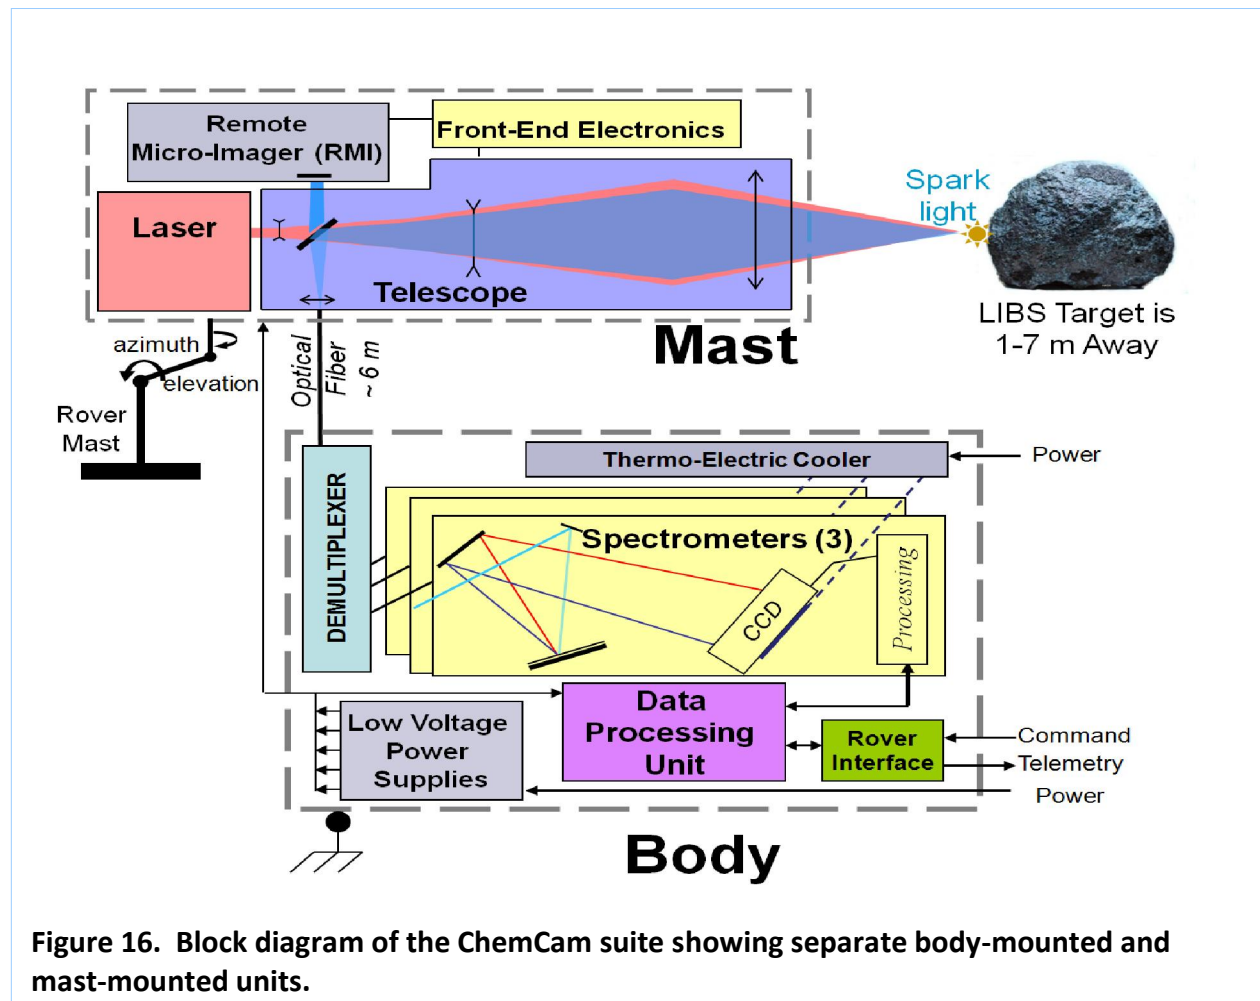 Remote
Micro-Imager (RMI)
Front-End Electronics
Laser
Telescope
Spark
light
LIBS Target is
1-7 m Away
Mast
azimuth
elevation
Rover
Mast
Optical
Fiber
~ 6 m
Thermo-Electric Cooler
Power
DEMULTIPLEXER
Spectrometers (3)
CCD
Processing
Data
Processing
Unit
Low Voltage
Power
Supplies
Rover
Interface
Command
Telemetry
Power
Body
Figure 16. Block diagram of the ChemCam suite showing separate body-mounted and
mast-mounted units.